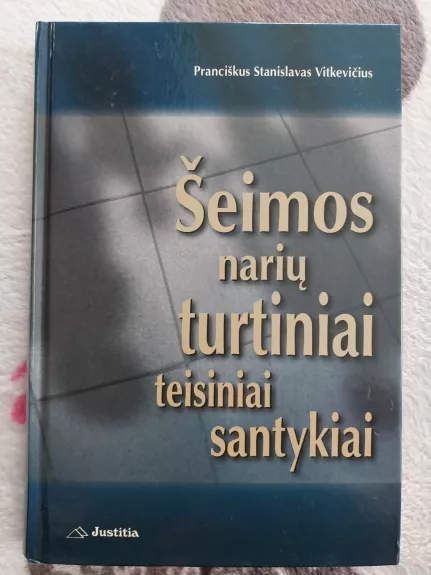 Pranciškus Stanislavas Vitkevičius
Šeimos
narių
turtiniai
teisiniai
santykiai
Justitia